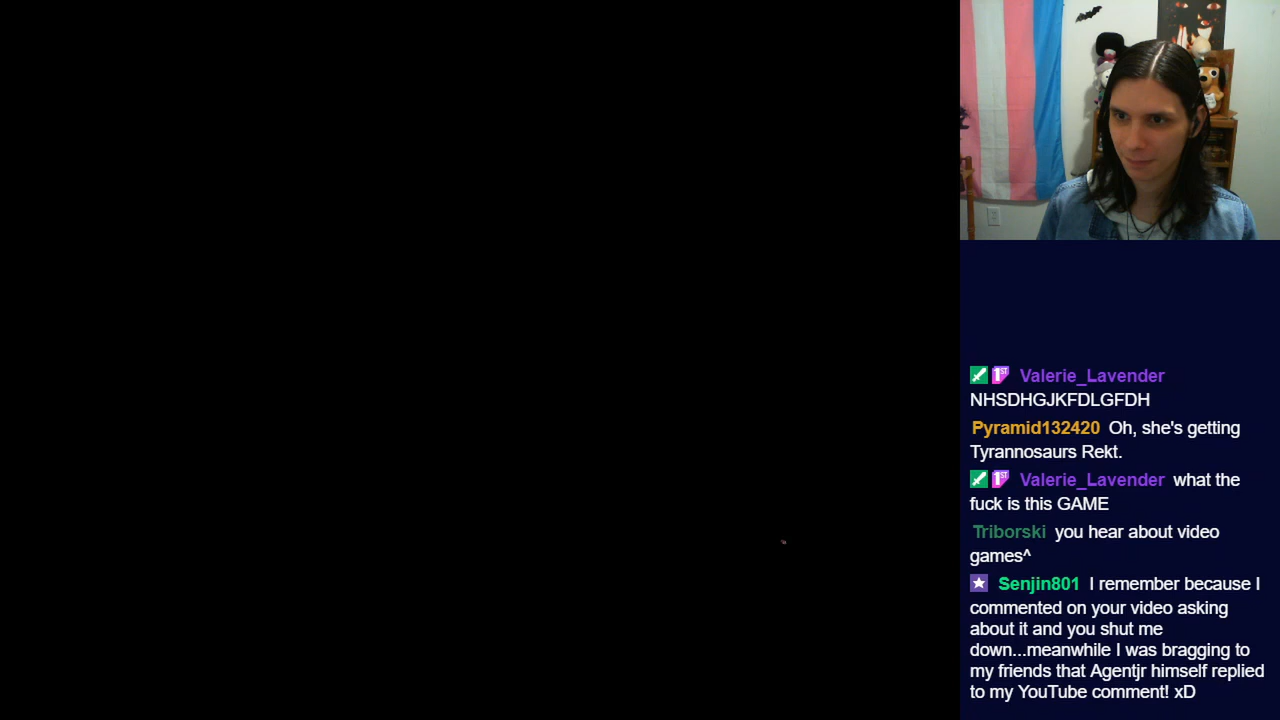 Valerie_Lavender
NHSDHGJKFDLGFDH
Pyramid132420 Oh, she's getting
Tyrannosaurs Rekt.
Valerie_Lavender what the
fuck is this GAME
Triborski you hear about video
games^
Senjin801 I remember because I
commented on your video asking
about it and you shut me
down...meanwhile I was bragging to
my friends that Agentjr himself replied
to my YouTube comment! xD